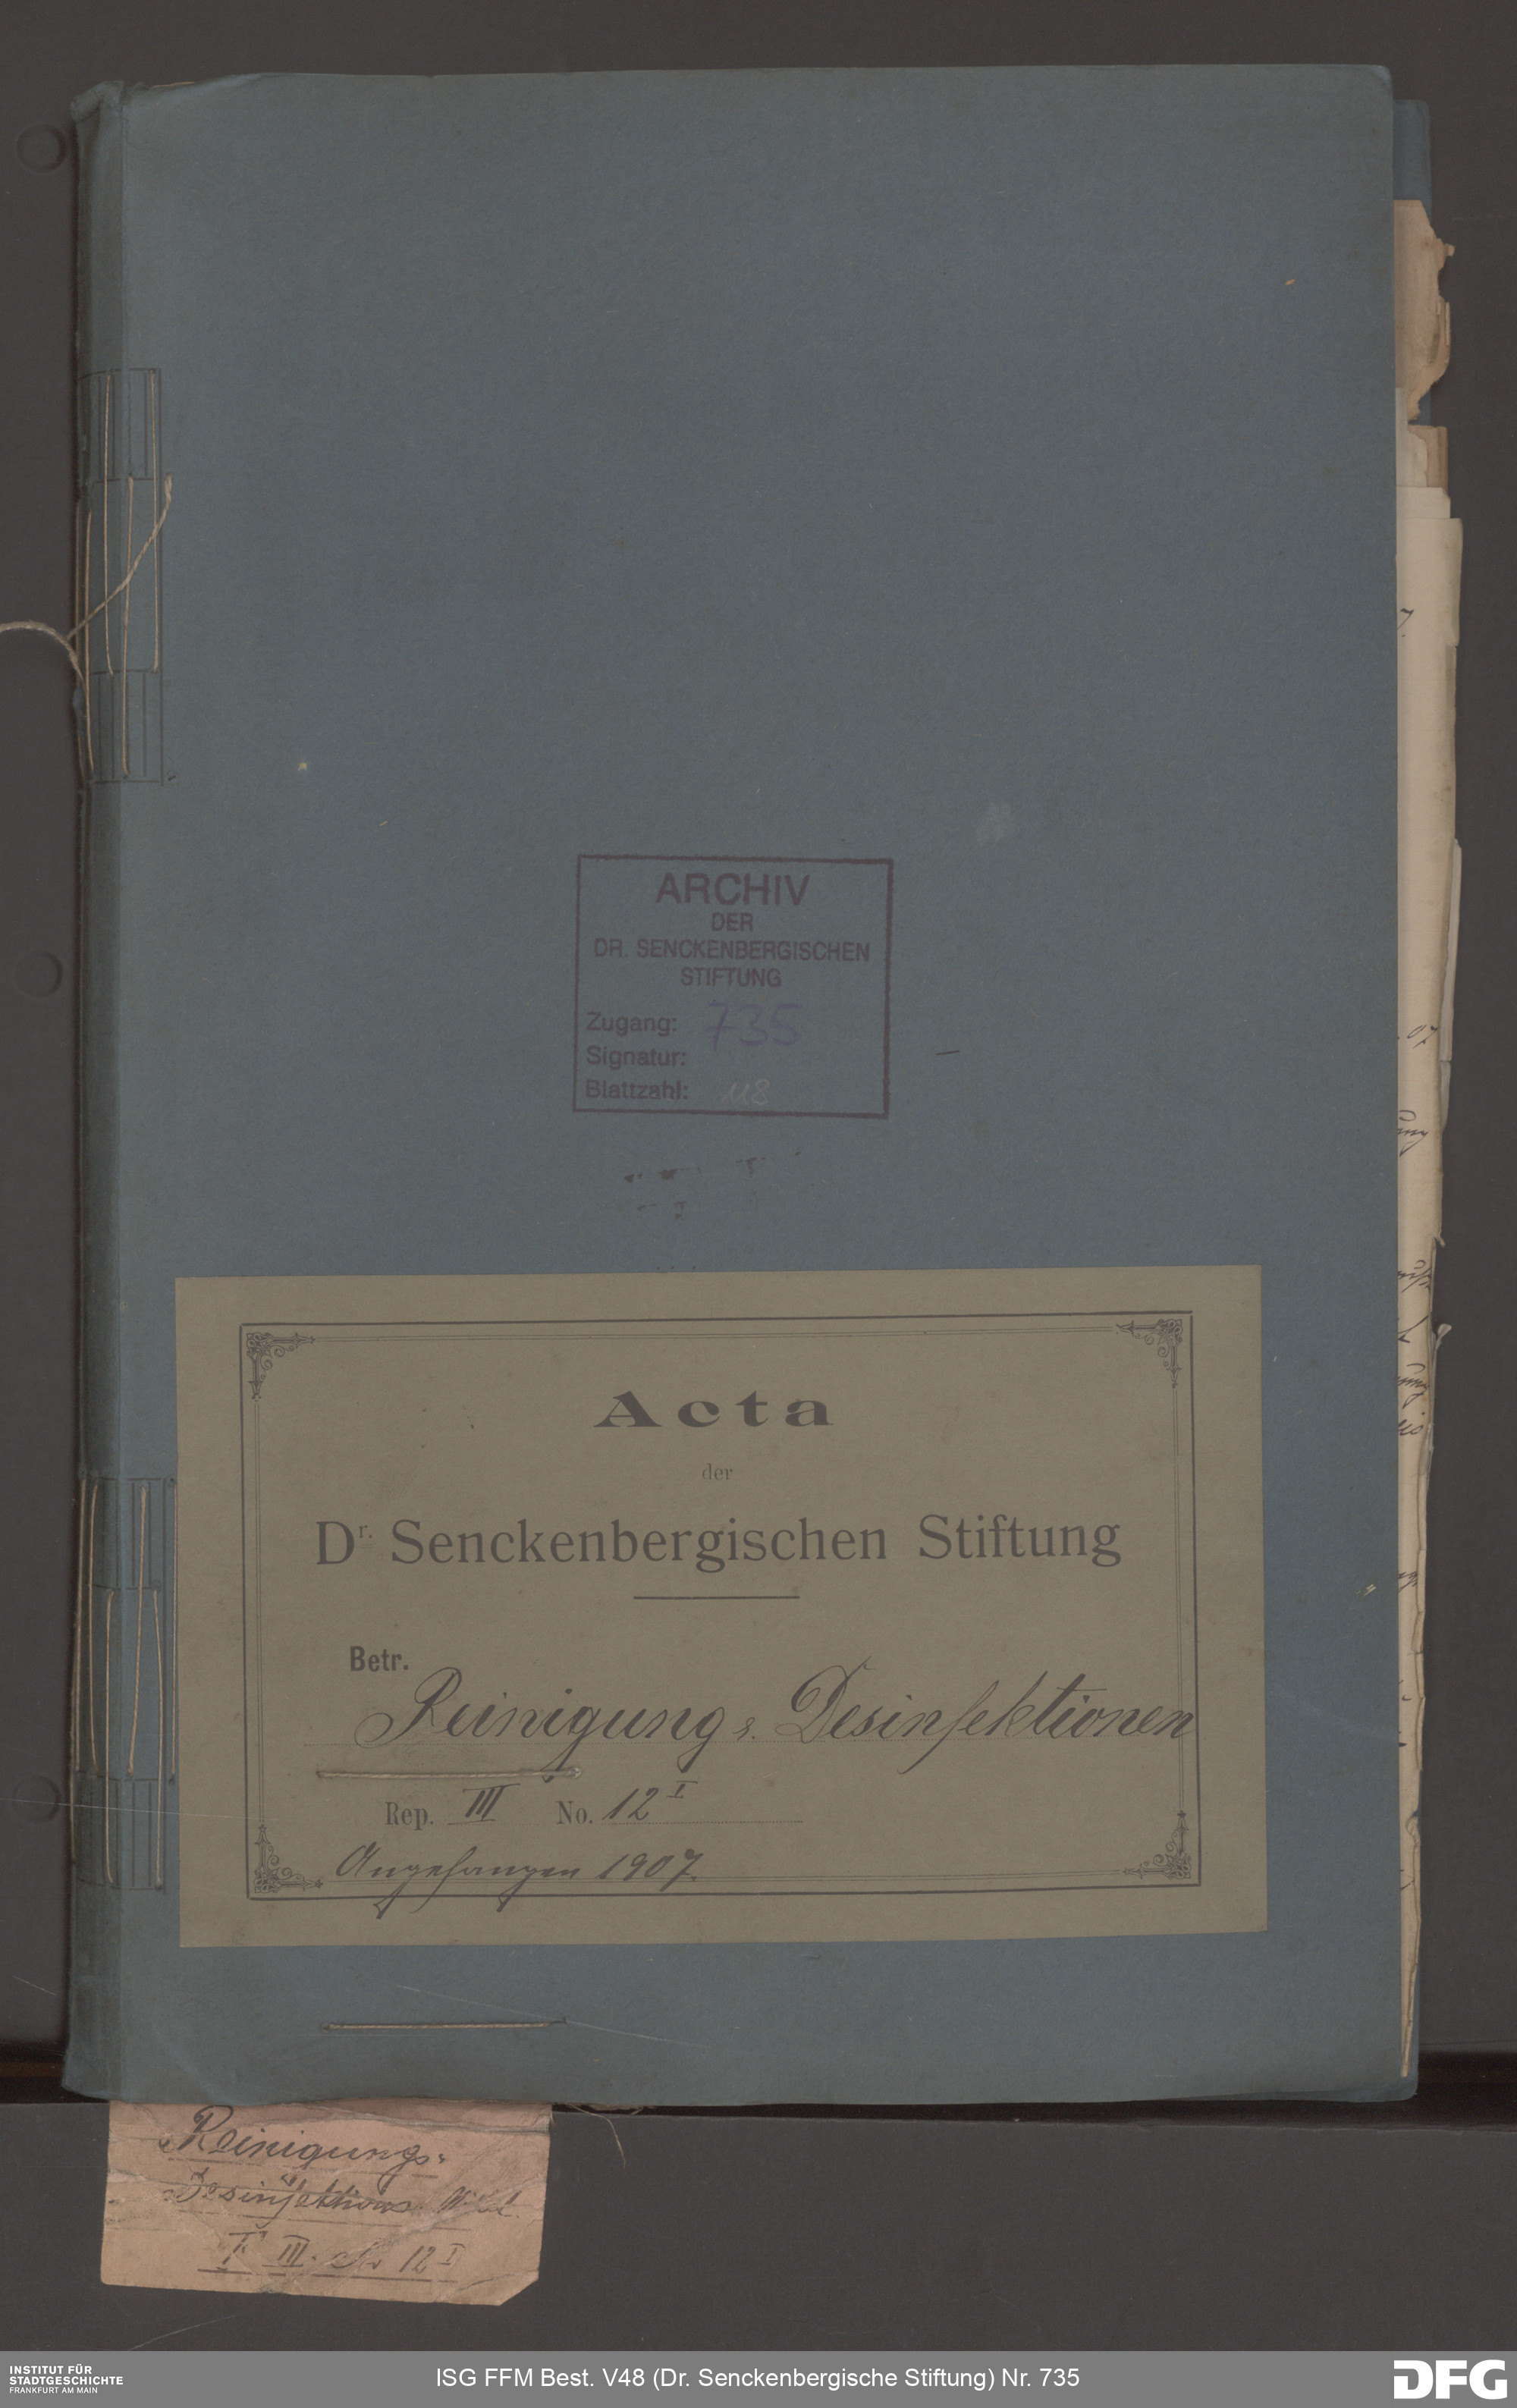 ARCHIV
DER
DR. SENCKENBERGISCHEN
STIFTUNG
Zugang: 735
Signatur:
Blattzahl: 118
Acta
der
Dr. Senckenbergischen Stiftung
Betr.
Reinigung s. Desinfektionen
Rep. III No. 12 I
Angefangen 1907.
Reinigungs-
Desinfektions
III. No 12 I
INSTITUT FÜR
STADTGESCHICHTE
FRANKFURT AM MAIN
ISG FFM Best. V48 (Dr. Senckenbergische Stiftung) Nr. 735
DFG